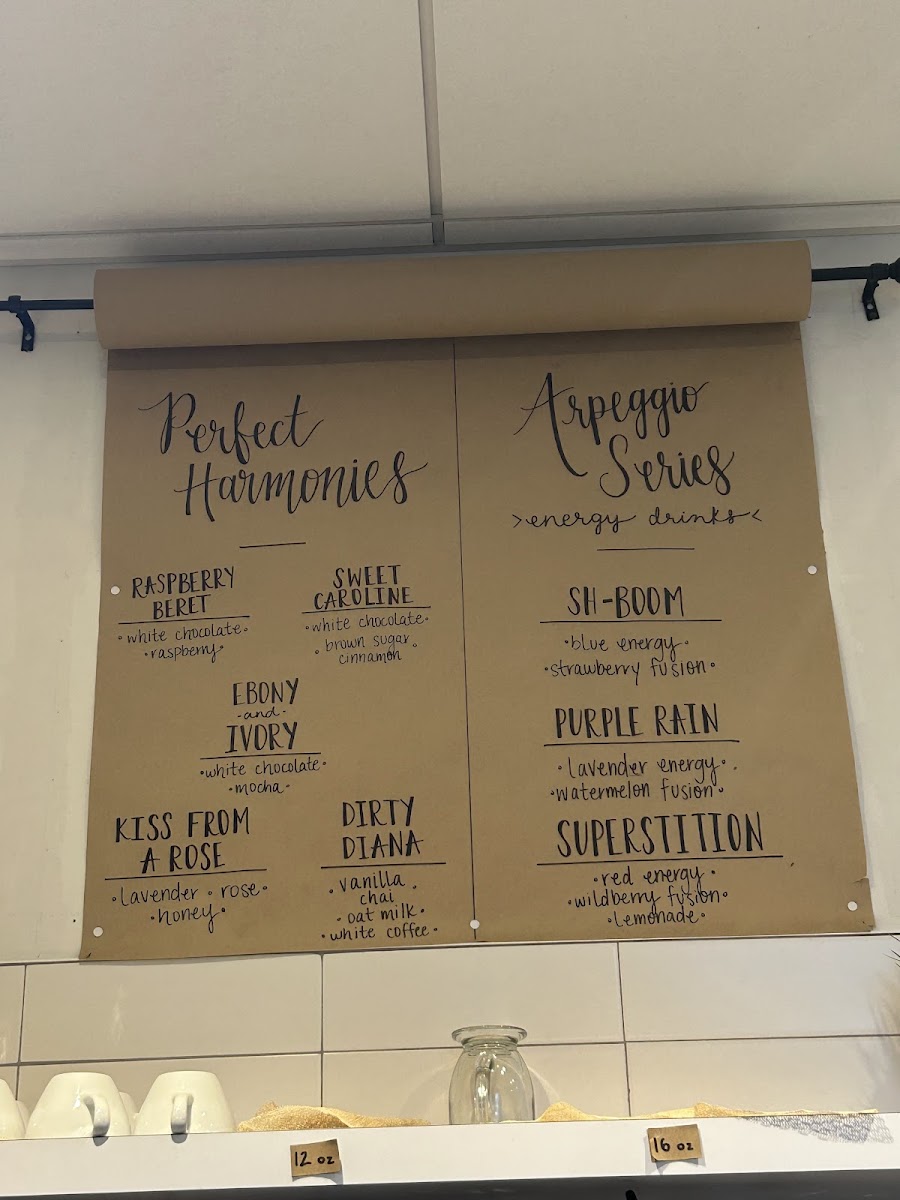 Perfect
Harmonies
RASPBERRY
BERET
•white chocolate•
•raspberry•
SWEET
CAROLINE
•white chocolate•
•brown sugar•
cinnamon
EBONY
-and-
IVORY
•white chocolate•
•mocha•
KISS FROM
A ROSE
•lavender•rose•
•honey•
DIRTY
DIANA
•vanilla•
chai
•oat milk•
•white coffee•
Arpeggio
Series
>energy drinks<
SH-BOOM
•blue energy•
•strawberry fusion•
PURPLE RAIN
•lavender energy•
•watermelon fusion•
SUPERSTITION
•red energy•
•wildberry fusion•
•lemonade•
12 oz
16 oz